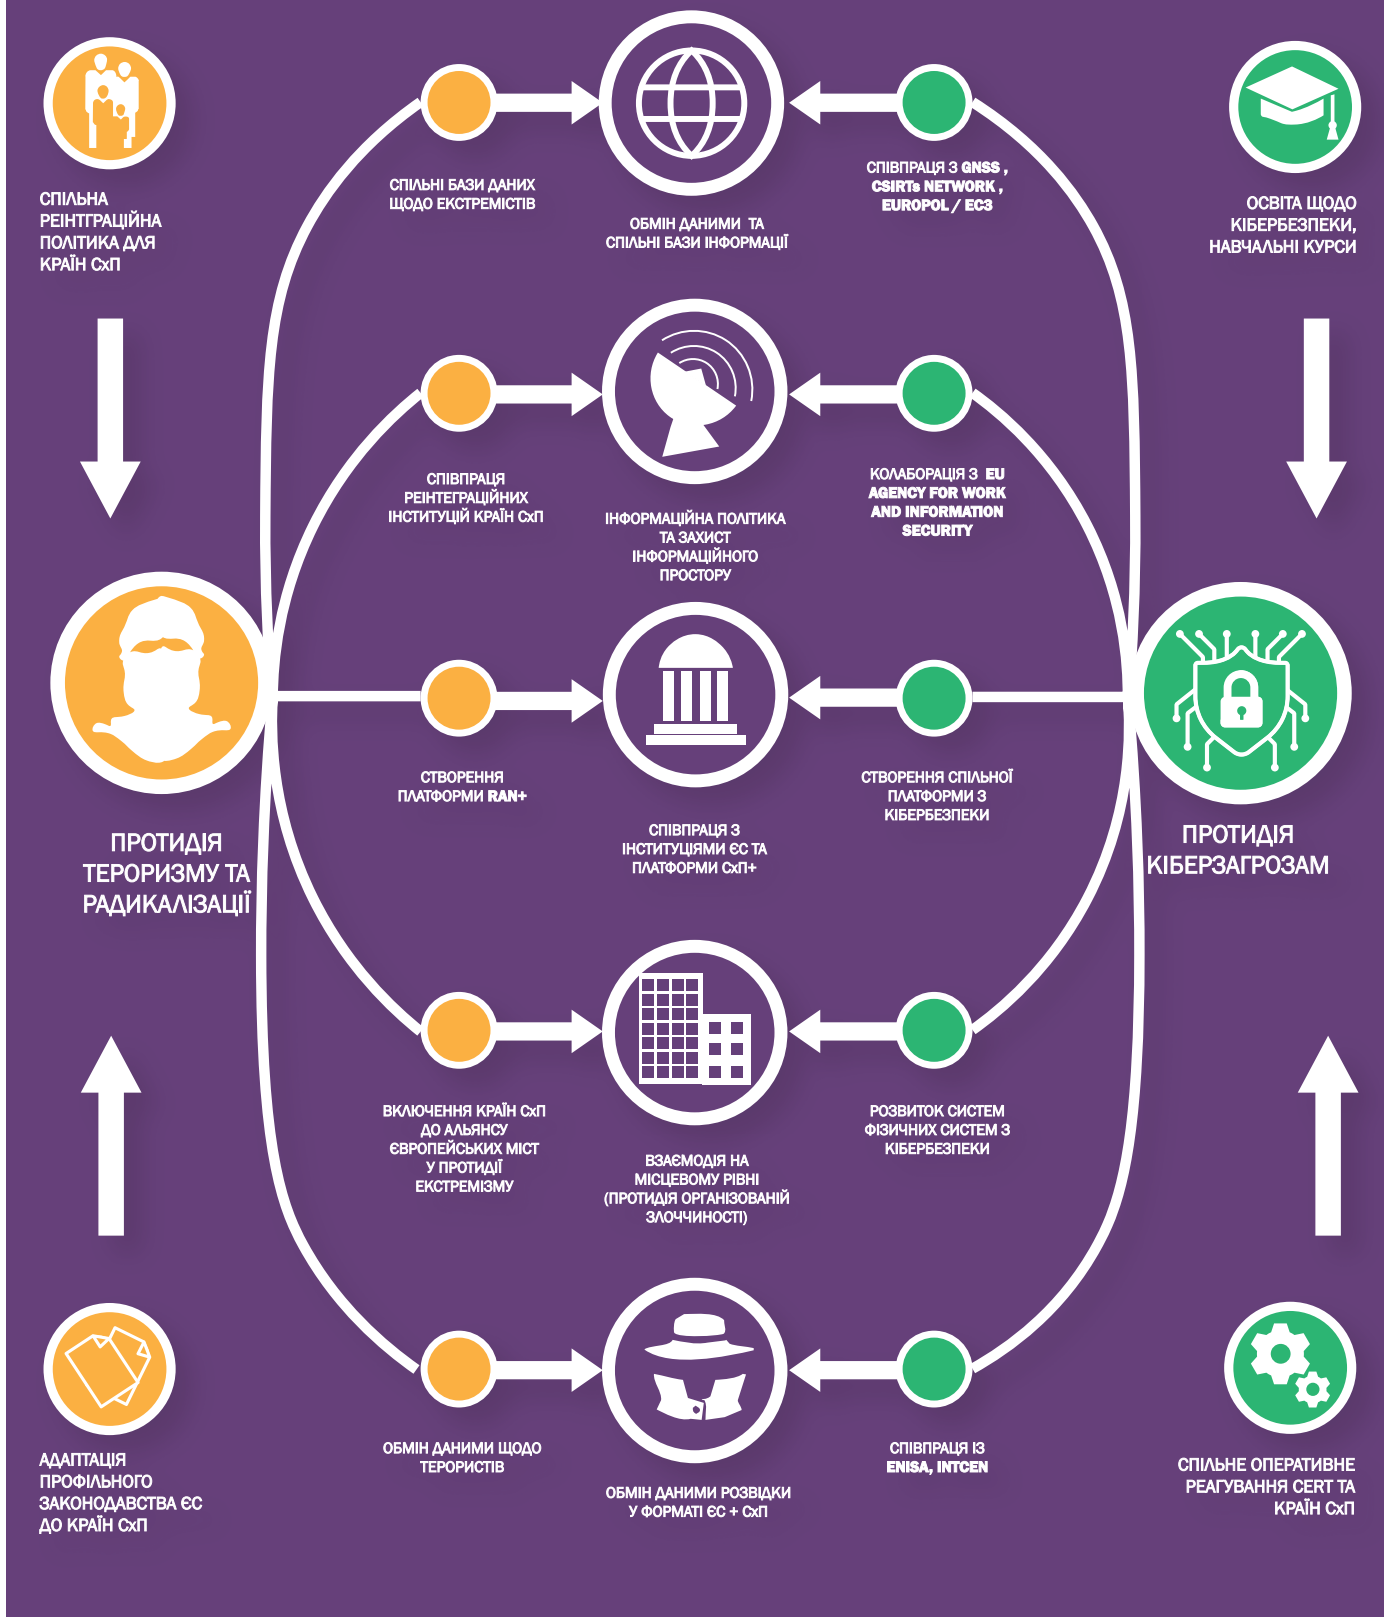 СПІЛЬНА
РЕІНТГРАЦІЙНА
ПОЛІТИКА ДЛЯ
КРАЇН СхП
СПІЛЬНІ БАЗИ ДАНИХ
ЩОДО ЕКСТРЕМІСТІВ
ОБМІН ДАНИМИ ТА
СПІЛЬНІ БАЗИ ІНФОРМАЦІЇ
СПІВПРАЦЯ З GNSS ,
CSIRTs NETWORK ,
EUROPOL / EC3
ОСВІТА ЩОДО
КІБЕРБЕЗПЕКИ,
НАВЧАЛЬНІ КУРСИ
СПІВПРАЦЯ
РЕІНТЕГРАЦІЙНИХ
ІНСТИТУЦІЙ КРАЇН СхП
ІНФОРМАЦІЙНА ПОЛІТИКА
ТА ЗАХИСТ
ІНФОРМАЦІЙНОГО
ПРОСТОРУ
КОЛАБОРАЦІЯ З EU
AGENCY FOR WORK
AND INFORMATION
SECURITY
ПРОТИДІЯ
ТЕРОРИЗМУ ТА
РАДИКАЛІЗАЦІЇ
СТВОРЕННЯ
ПЛАТФОРМИ RAN+
СПІВПРАЦЯ З
ІНСТИТУЦІЯМИ ЄС ТА
ПЛАТФОРМИ СхП+
СТВОРЕННЯ СПІЛЬНОЇ
ПЛАТФОРМИ З
КІБЕРБЕЗПЕКИ
ПРОТИДІЯ
КІБЕРЗАГРОЗАМ
ВКЛЮЧЕННЯ КРАЇН СхП
ДО АЛЬЯНСУ
ЄВРОПЕЙСЬКИХ МІСТ
У ПРОТИДІЇ
ЕКСТРЕМІЗМУ
ВЗАЄМОДІЯ НА
МІСЦЕВОМУ РІВНІ
(ПРОТИДІЯ ОРГАНІЗОВАНІЙ
ЗЛОЧЧИНОСТІ)
РОЗВИТОК СИСТЕМ
ФІЗИЧНИХ СИСТЕМ З
КІБЕРБЕЗПЕКИ
АДАПТАЦІЯ
ПРОФІЛЬНОГО
ЗАКОНОДАВСТВА ЄС
ДО КРАЇН СхП
ОБМІН ДАНИМИ ЩОДО
ТЕРОРИСТІВ
ОБМІН ДАНИМИ РОЗВІДКИ
У ФОРМАТІ ЄС + СхП
СПІВПРАЦЯ ІЗ
ENISA, INTCEN
СПІЛЬНЕ ОПЕРАТИВНЕ
РЕАГУВАННЯ CERT ТА
КРАЇН СхП